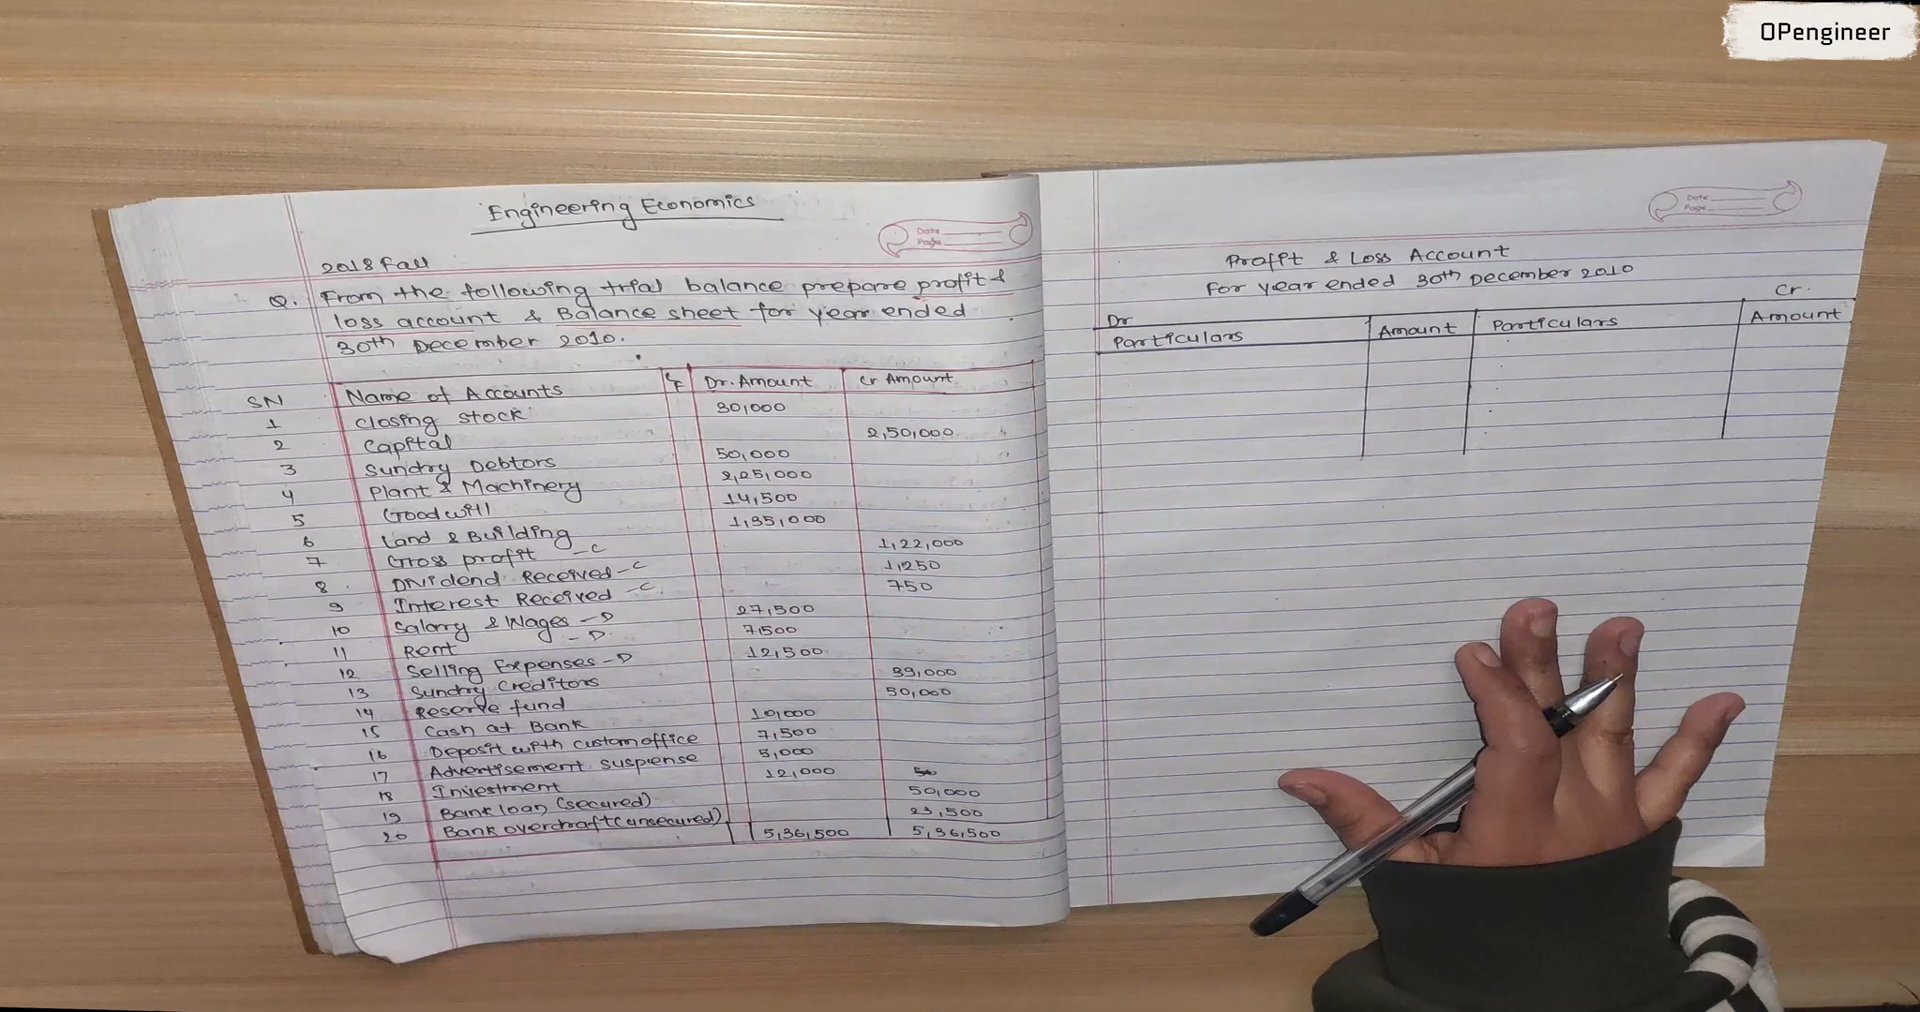 OPengineer
Engineering Economics
Date
Page
2018 Fall
Q. From the following trial balance prepare profit &
loss account & Balance sheet for year ended
30th December 2010.
SN Name of Accounts LF Dr. Amount Cr Amount
1 Closing stock 30,000
2 Capital 2,50,000
3 Sundry Debtors 50,000
4 Plant & Machinery 2,25,000
5 Goodwill 14,500
6 Land & Building 1,35,000
7 Gross profit - C 1,22,000
8 Dividend Received - C 1,250
9 Interest Received - C 750
10 Salary & Wages - D 27,500
11 Rent - D 7,500
12 Selling Expenses - D 12,500
13 Sundry Creditors 39,000
14 Reserve fund 50,000
15 Cash at Bank 10,000
16 Deposit with custom office 7,500
17 Advertisement suspense 5,000
18 Investment 12,000
19 Bank loan (secured) 50,000
20 Bank overdraft (unsecured) 23,500
5,36,500 5,36,500
Date
Page
Profit & Loss Account
For year ended 30th December 2010
Dr Cr.
Particulars Amount Particulars Amount